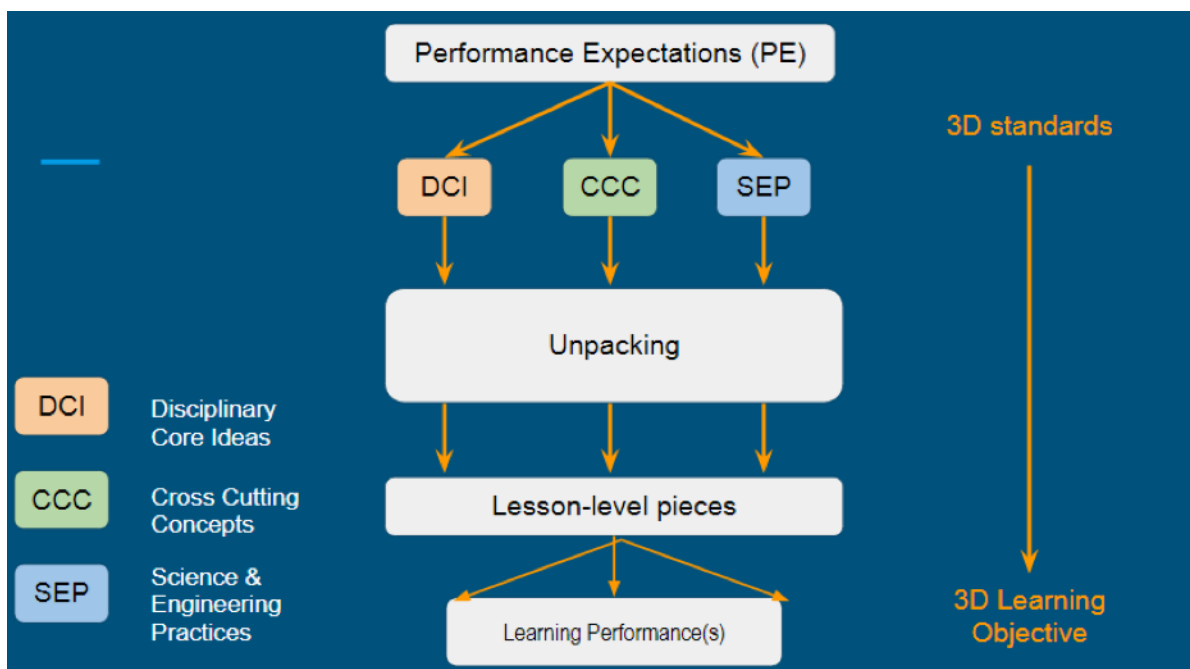 Performance Expectations (PE)
3D standards
DCI
CCC
SEP
Unpacking
DCI
Disciplinary
Core Ideas
CCC
Cross Cutting
Concepts
SEP
Science &
Engineering
Practices
Lesson-level pieces
Learning Performance(s)
3D Learning
Objective